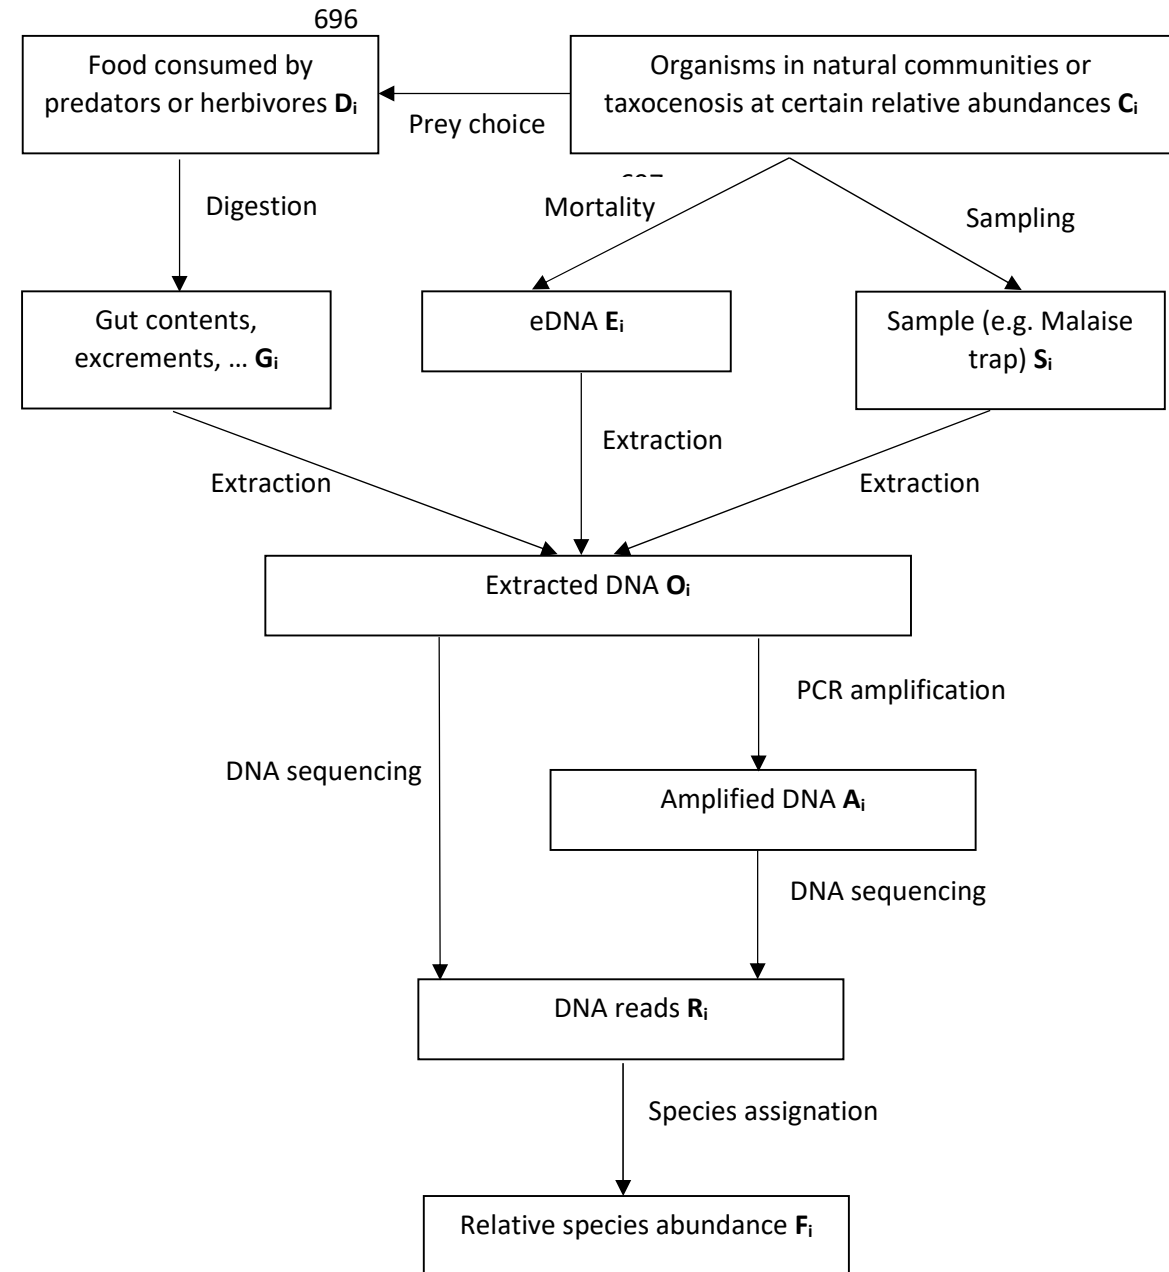 696
Food consumed by
predators or herbivores Di
Organisms in natural communities or
taxocenosis at certain relative abundances Ci
Prey choice
Digestion
Mortality
Sampling
Gut contents,
excrements, … Gi
eDNA Ei
Sample (e.g. Malaise
trap) Si
Extraction
Extraction
Extraction
Extracted DNA Oi
PCR amplification
DNA sequencing
Amplified DNA Ai
DNA sequencing
DNA reads Ri
Species assignation
Relative species abundance Fi